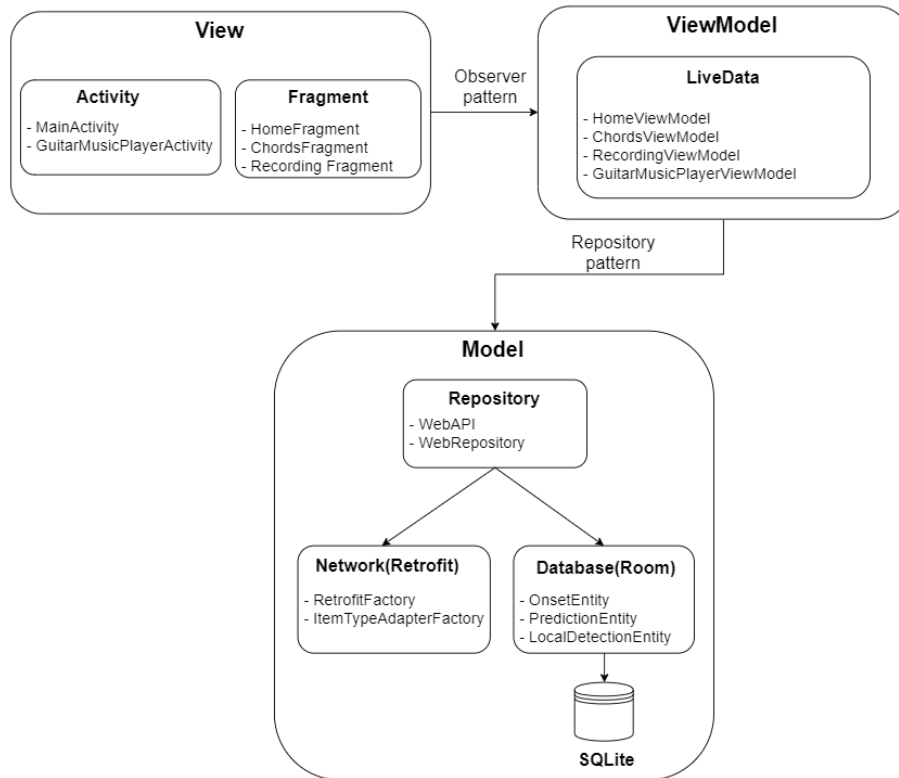 View
Activity
- MainActivity
- GuitarMusicPlayerActivity
Fragment
- HomeFragment
- ChordsFragment
- Recording Fragment
Observer
pattern
ViewModel
LiveData
- HomeViewModel
- ChordsViewModel
- RecordingViewModel
- GuitarMusicPlayerViewModel
Repository
pattern
Model
Repository
- WebAPI
- WebRepository
Network(Retrofit)
- RetrofitFactory
- ItemTypeAdapterFactory
Database(Room)
- OnsetEntity
- PredictionEntity
- LocalDetectionEntity
SQLite